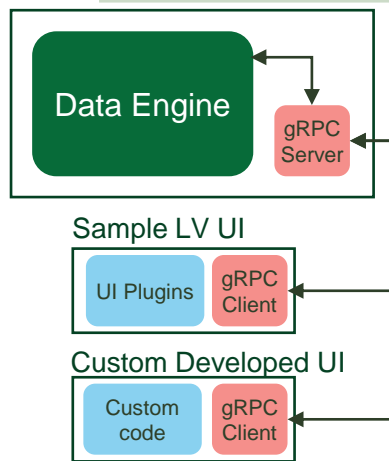 Data Engine
gRPC
Server
Sample LV UI
UI Plugins
gRPC
Client
Custom Developed UI
Custom
code
gRPC
Client